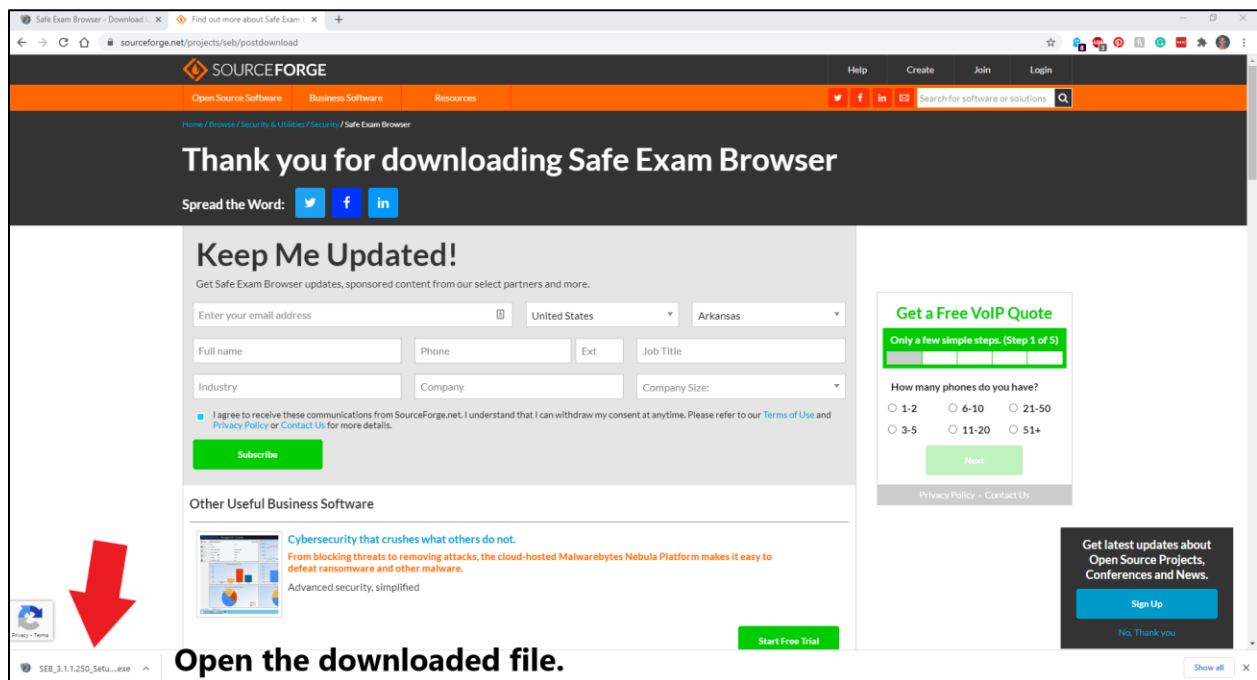 Safe Exam Browser - Download |
Find out more about Safe Exam B
sourceforge.net/projects/seb/postdownload
SOURCEFORGE
Help Create Join Login
Open Source Software Business Software Resources
Search for software or solutions
Home / Browse / Security & Utilities / Security / Safe Exam Browser
Thank you for downloading Safe Exam Browser
Spread the Word:
Keep Me Updated!
Get Safe Exam Browser updates, sponsored content from our select partners and more.
Enter your email address United States Arkansas
Full name Phone Ext Job Title
Industry Company Company Size:
I agree to receive these communications from SourceForge.net. I understand that I can withdraw my consent at anytime. Please refer to our Terms of Use and
Privacy Policy or Contact Us for more details.
Subscribe
Get a Free VoIP Quote
Only a few simple steps. (Step 1 of 5)
How many phones do you have?
1-2 6-10 21-50
3-5 11-20 51+
Next
Privacy Policy - Contact Us
Other Useful Business Software
Cybersecurity that crushes what others do not.
From blocking threats to removing attacks, the cloud-hosted Malwarebytes Nebula Platform makes it easy to
defeat ransomware and other malware.
Advanced security, simplified
Start Free Trial
Get latest updates about
Open Source Projects,
Conferences and News.
Sign Up
No, Thank you
Privacy - Terms
SEB_3.1.1.250_Setu....exe
Open the downloaded file.
Show all